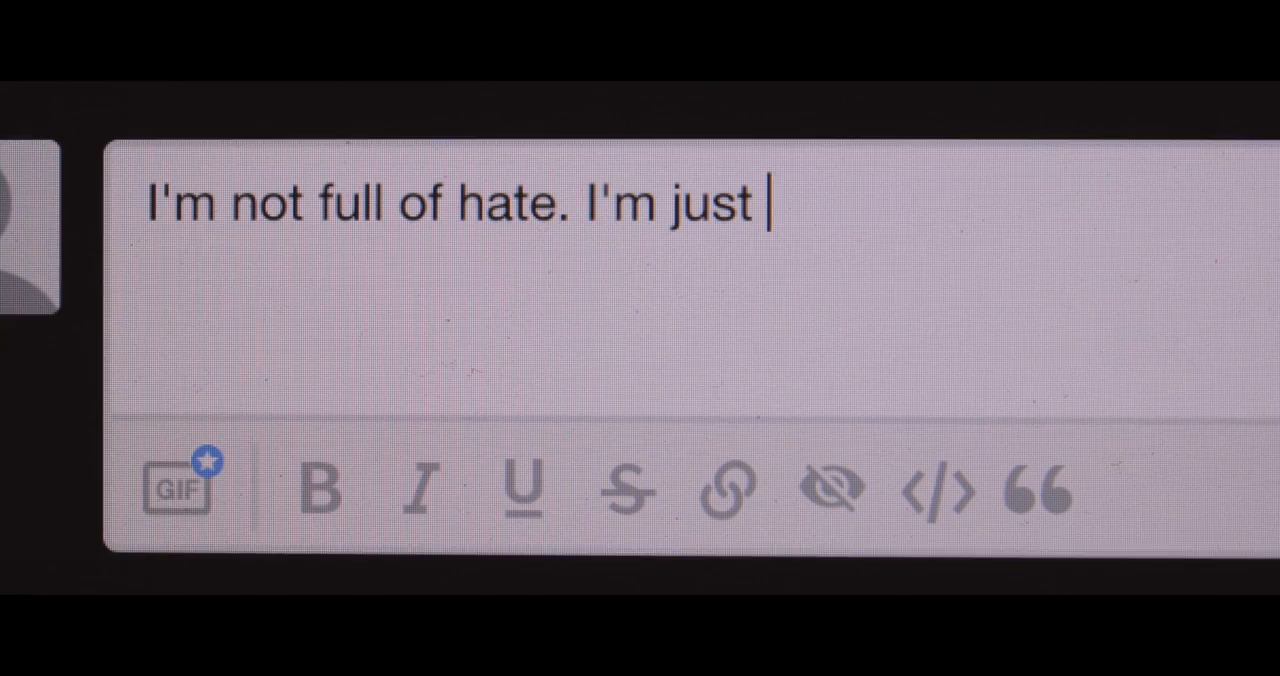 I'm not full of hate. I'm just
GIF B I U S </> “